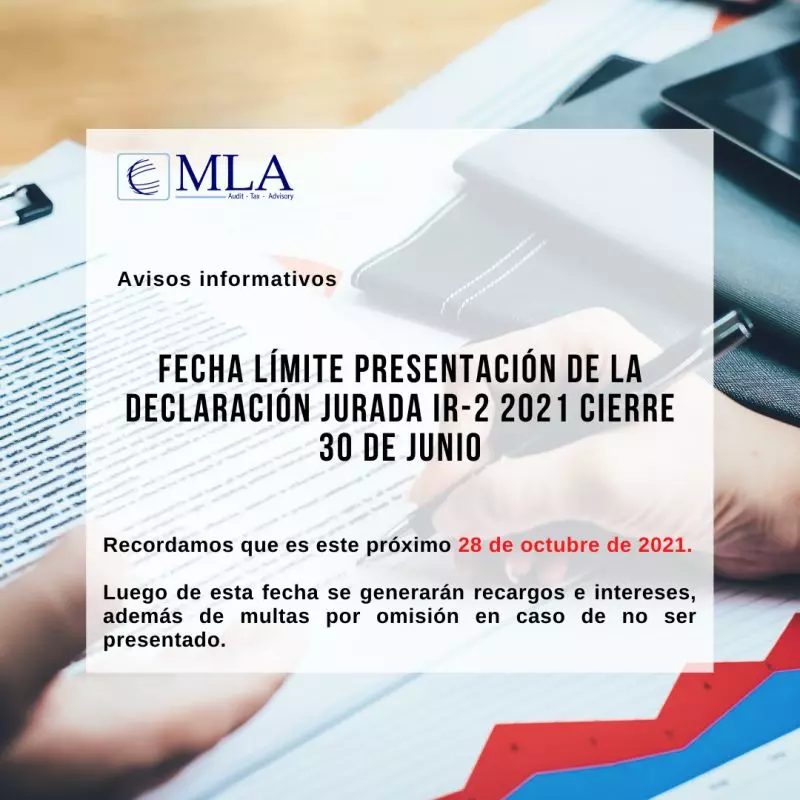 MLA
Audit - Tax - Advisory
Avisos informativos
FECHA LÍMITE PRESENTACIÓN DE LA
DECLARACIÓN JURADA IR-2 2021 CIERRE
30 DE JUNIO
Recordamos que es este próximo 28 de octubre de 2021.
Luego de esta fecha se generarán recargos e intereses,
además de multas por omisión en caso de no ser
presentado.